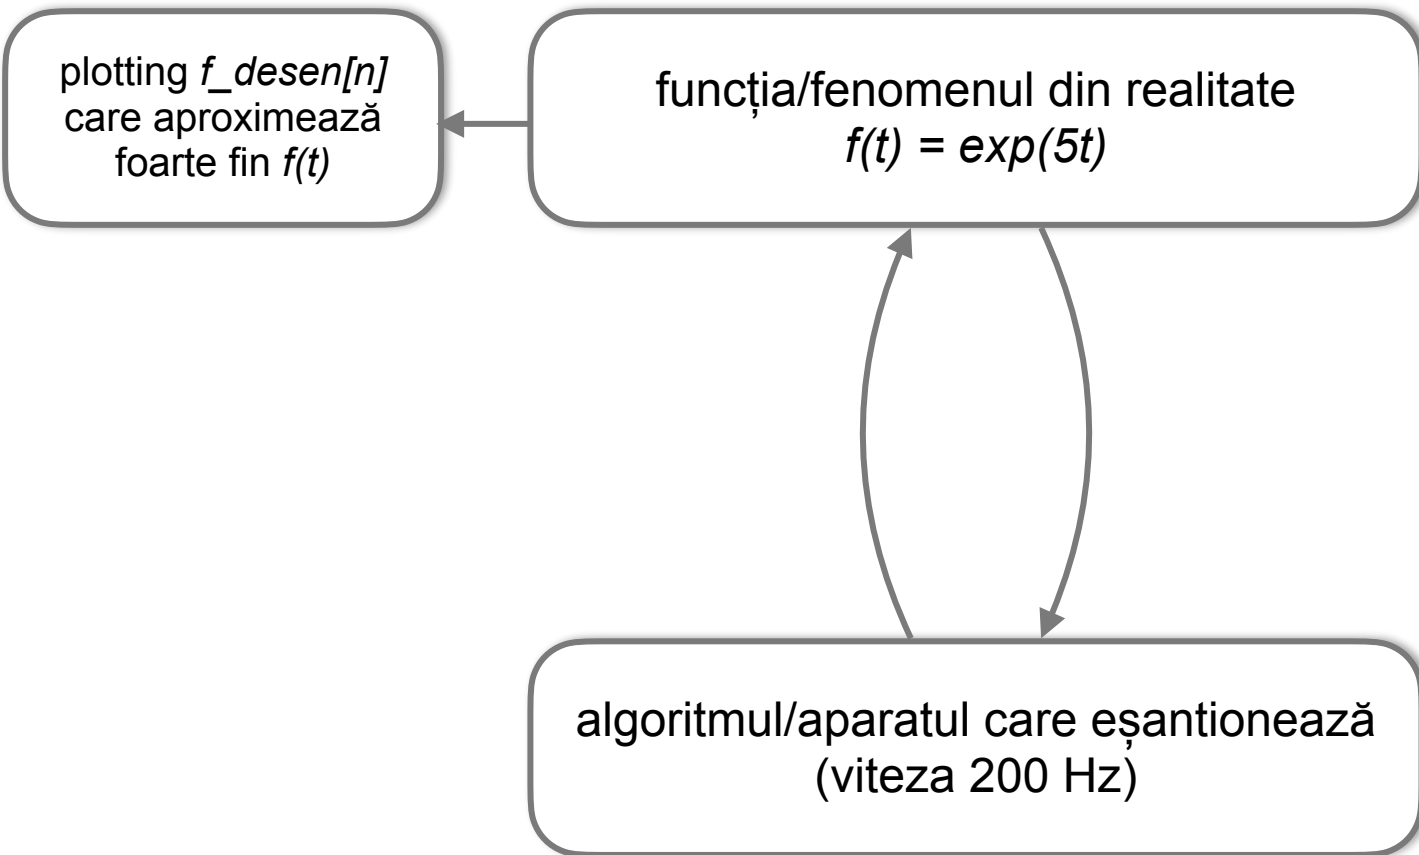 plotting f_desen[n]
care aproximează
foarte fin f(t)
funcția/fenomenul din realitate
f(t) = exp(5t)
algoritmul/aparatul care eșantionează
(viteza 200 Hz)